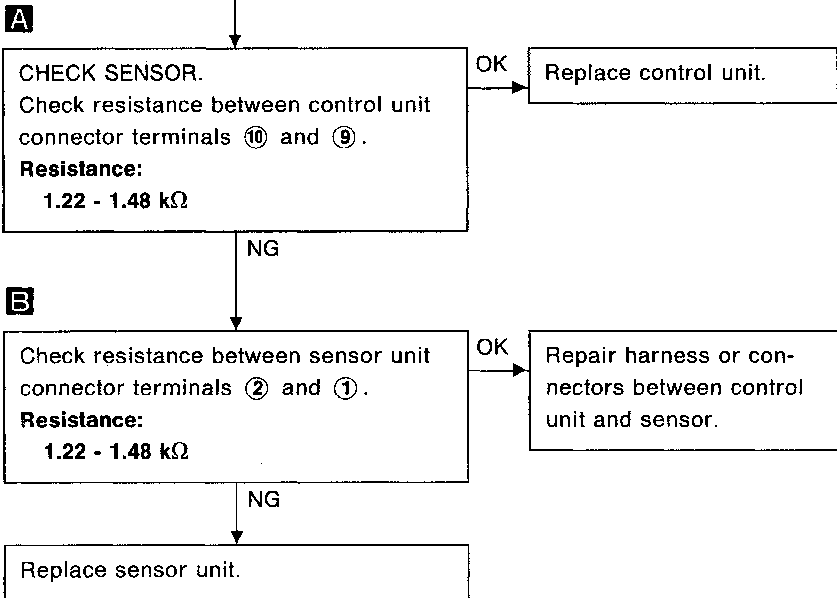 A
CHECK SENSOR.
Check resistance between control unit
connector terminals ⑩ and ⑨.
Resistance:
1.22 - 1.48 kΩ
OK
Replace control unit.
NG
B
Check resistance between sensor unit
connector terminals ② and ①.
Resistance:
1.22 - 1.48 kΩ
OK
Repair harness or con-
nectors between control
unit and sensor.
NG
Replace sensor unit.